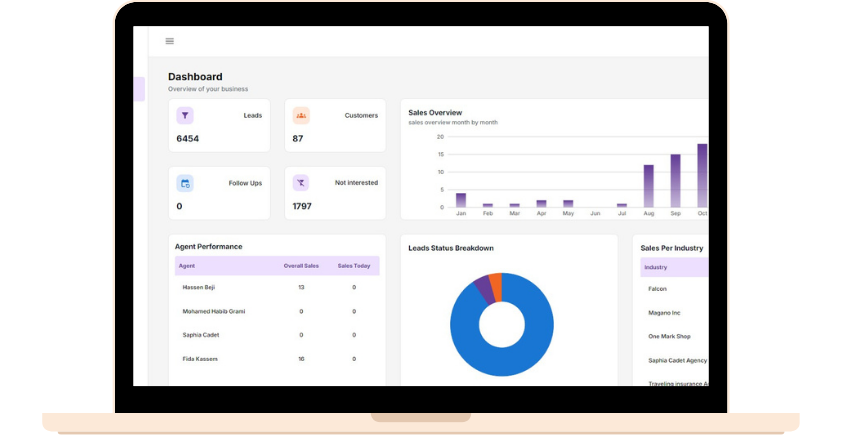 Dashboard
Overview of your business
Leads
6454
Customers
87
Follow Ups
0
Not interested
1797
Sales Overview
sales overview month by month
20
15
10
5
0
Jan Feb Mar Apr May Jun Jul Aug Sep Oct
Agent Performance
Agent Overall Sales Sales Today
Hassen Beji 13 0
Mohamed Habib Grami 0 0
Saphia Cadet 0 0
Fida Kassem 16 0
Leads Status Breakdown
Sales Per Industry
Industry
Falcon
Magano Inc
One Mark Shop
Saphia Cadet Agency
Traveling insurance